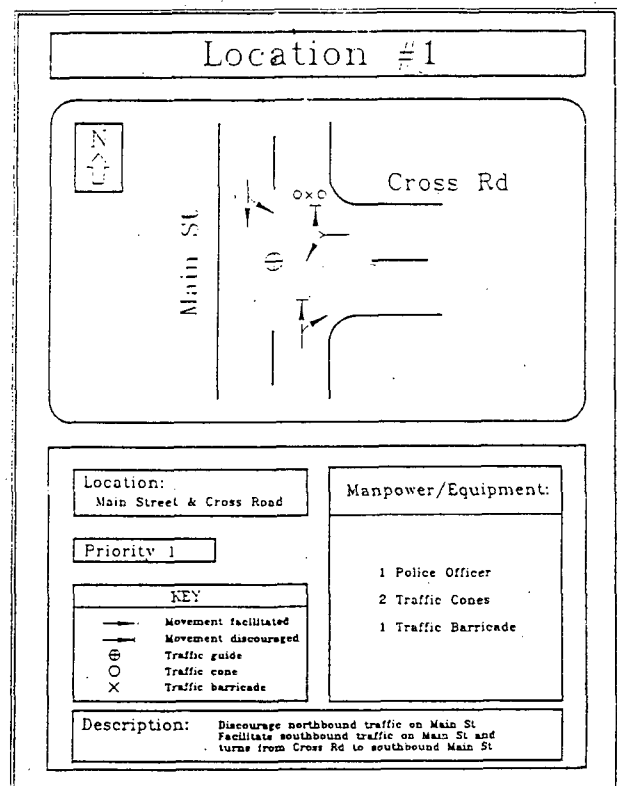 Location #1
N
Cross Rd
Main St
Location:
Main Street & Cross Road
Priority 1
KEY
Movement facilitated
Movement discouraged
Traffic guide
Traffic cone
Traffic barricade
Manpower/Equipment:
1 Police Officer
2 Traffic Cones
1 Traffic Barricade
Description: Discourage northbound traffic on Main St
Facilitate southbound traffic on Main St and
turns from Cross Rd to southbound Main St